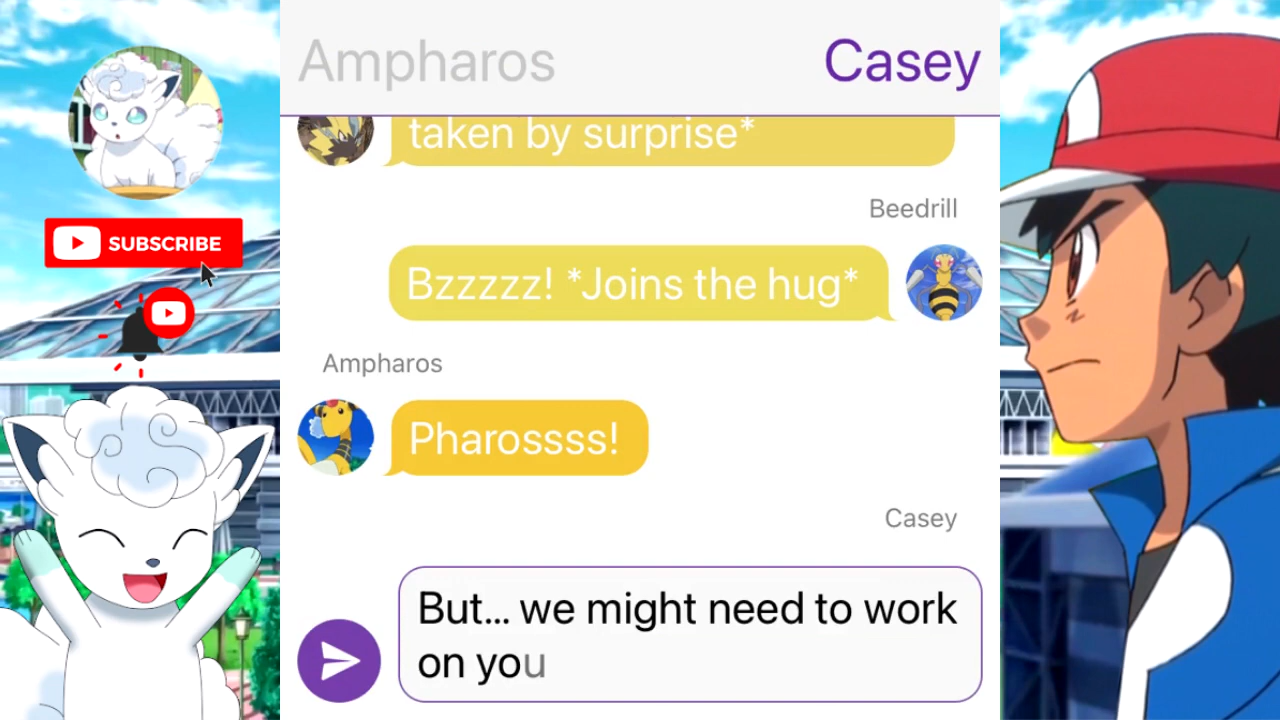 Ampharos
Casey
taken by surprise*
Beedrill
Bzzzzz! *Joins the hug*
SUBSCRIBE
Ampharos
Pharossss!
Casey
But... we might need to work
on you